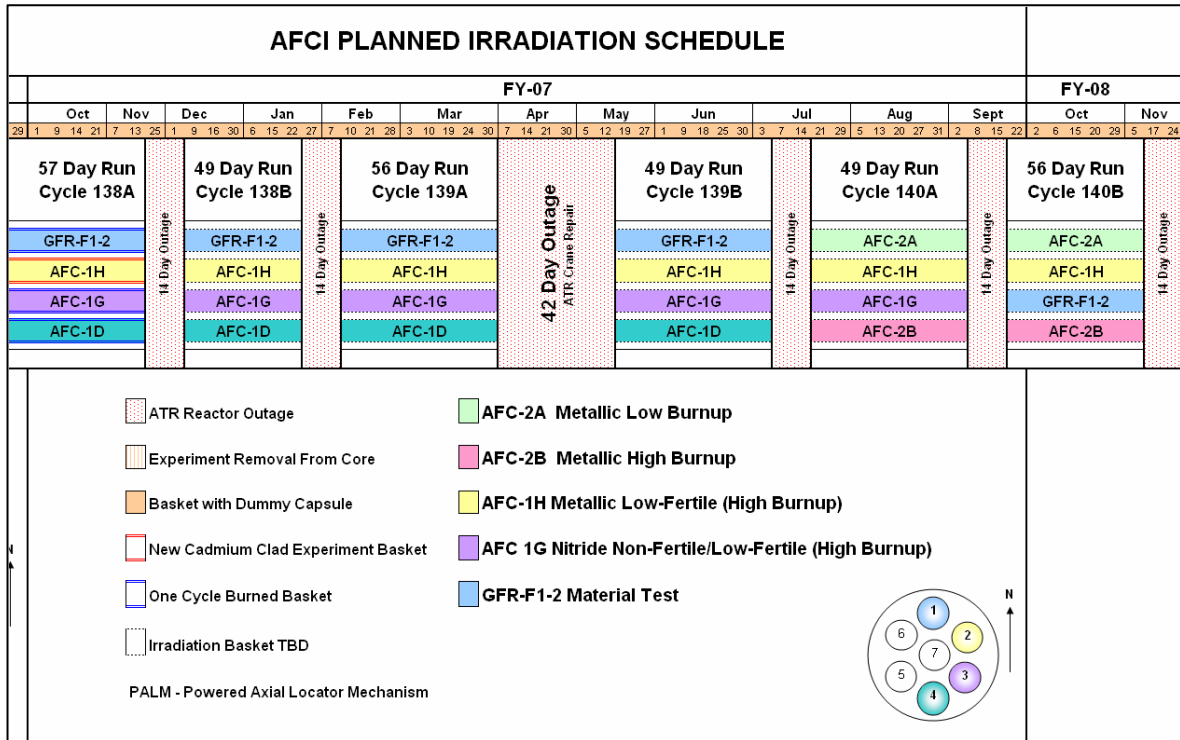 AFCI PLANNED IRRADIATION SCHEDULE
FY-07 FY-08
Oct Nov Dec Jan Feb Mar Apr May Jun Jul Aug Sept Oct Nov
29 1 9 14 21 7 13 25 1 9 16 30 6 15 22 27 7 10 21 28 3 10 19 24 30 7 14 21 30 5 12 19 27 1 9 18 25 30 3 7 14 21 29 5 13 20 27 31 2 8 15 22 2 6 15 20 29 5 17 24
57 Day Run 49 Day Run 56 Day Run 49 Day Run 49 Day Run 56 Day Run
Cycle 138A Cycle 138B Cycle 139A Cycle 139B Cycle 140A Cycle 140B
14 Day Outage
14 Day Outage
42 Day Outage
ATR Crane Repair
14 Day Outage
14 Day Outage
14 Day Outage
GFR-F1-2 GFR-F1-2 GFR-F1-2 GFR-F1-2 AFC-2A AFC-2A
AFC-1H AFC-1H AFC-1H AFC-1H AFC-1H AFC-1H
AFC-1G AFC-1G AFC-1G AFC-1G AFC-1G GFR-F1-2
AFC-1D AFC-1D AFC-1D AFC-1D AFC-2B AFC-2B
ATR Reactor Outage
Experiment Removal From Core
Basket with Dummy Capsule
New Cadmium Clad Experiment Basket
One Cycle Burned Basket
Irradiation Basket TBD
PALM - Powered Axial Locator Mechanism
AFC-2A Metallic Low Burnup
AFC-2B Metallic High Burnup
AFC-1H Metallic Low-Fertile (High Burnup)
AFC 1G Nitride Non-Fertile/Low-Fertile (High Burnup)
GFR-F1-2 Material Test
N
1
6
2
7
5
3
4
N